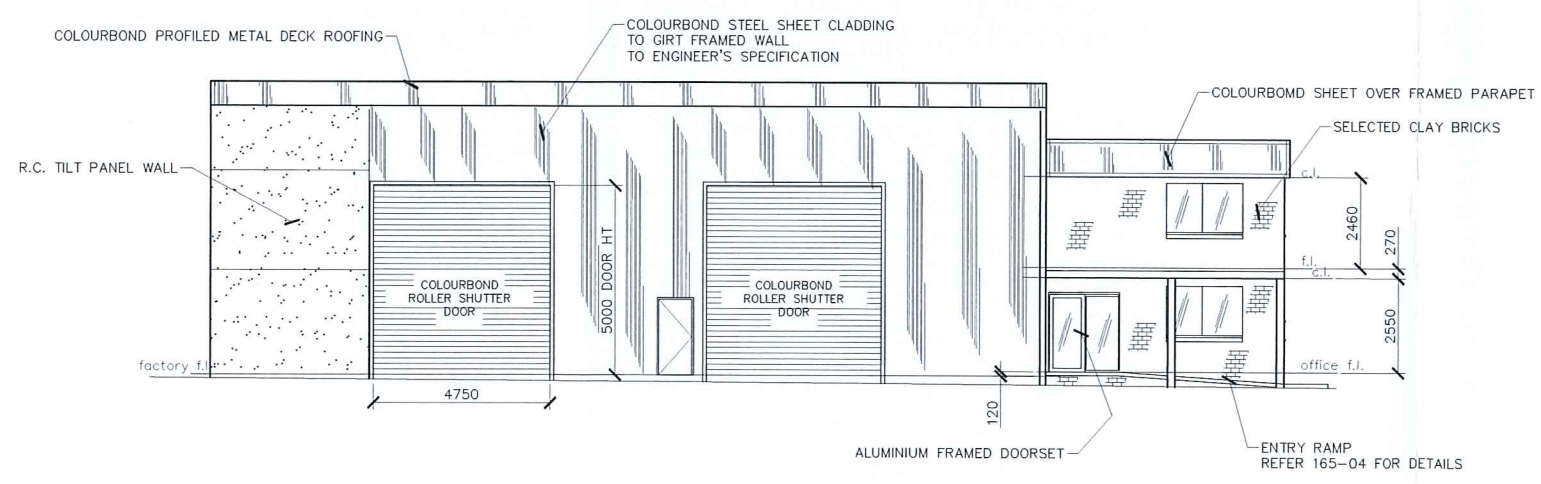 COLOURBOND PROFILED METAL DECK ROOFING
COLOURBOND STEEL SHEET CLADDING
TO GIRT FRAMED WALL
TO ENGINEER'S SPECIFICATION
COLOURBOMD SHEET OVER FRAMED PARAPET
SELECTED CLAY BRICKS
R.C. TILT PANEL WALL
c.l.
2460
270
f.l.
c.l.
5000 DOOR HT
COLOURBOND
ROLLER SHUTTER
DOOR
COLOURBOND
ROLLER SHUTTER
DOOR
2550
factory f.l.
office f.l.
4750
120
ALUMINIUM FRAMED DOORSET
ENTRY RAMP
REFER 165-04 FOR DETAILS